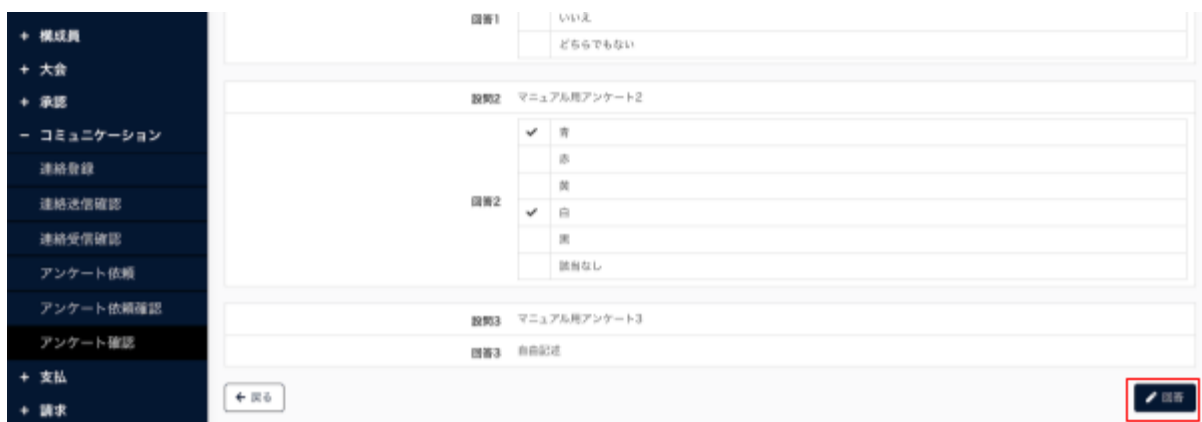 + 構成員
+ 大会
+ 承認
− コミュニケーション
連絡登録
連絡送信確認
連絡受信確認
アンケート依頼
アンケート依頼確認
アンケート確認
+ 支払
+ 請求
回答1
いいえ
どちらでもない
設問2 マニュアル用アンケート2
回答2
✓ 青
赤
黄
✓ 白
黒
該当なし
設問3 マニュアル用アンケート3
回答3 自由記述
← 戻る
回答